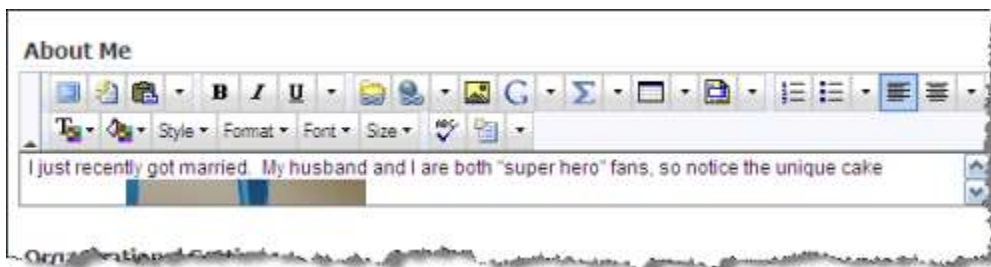 About Me
B I U
Style Format Font Size ABC
I just recently got married. My husband and I are both "super hero" fans, so notice the unique cake